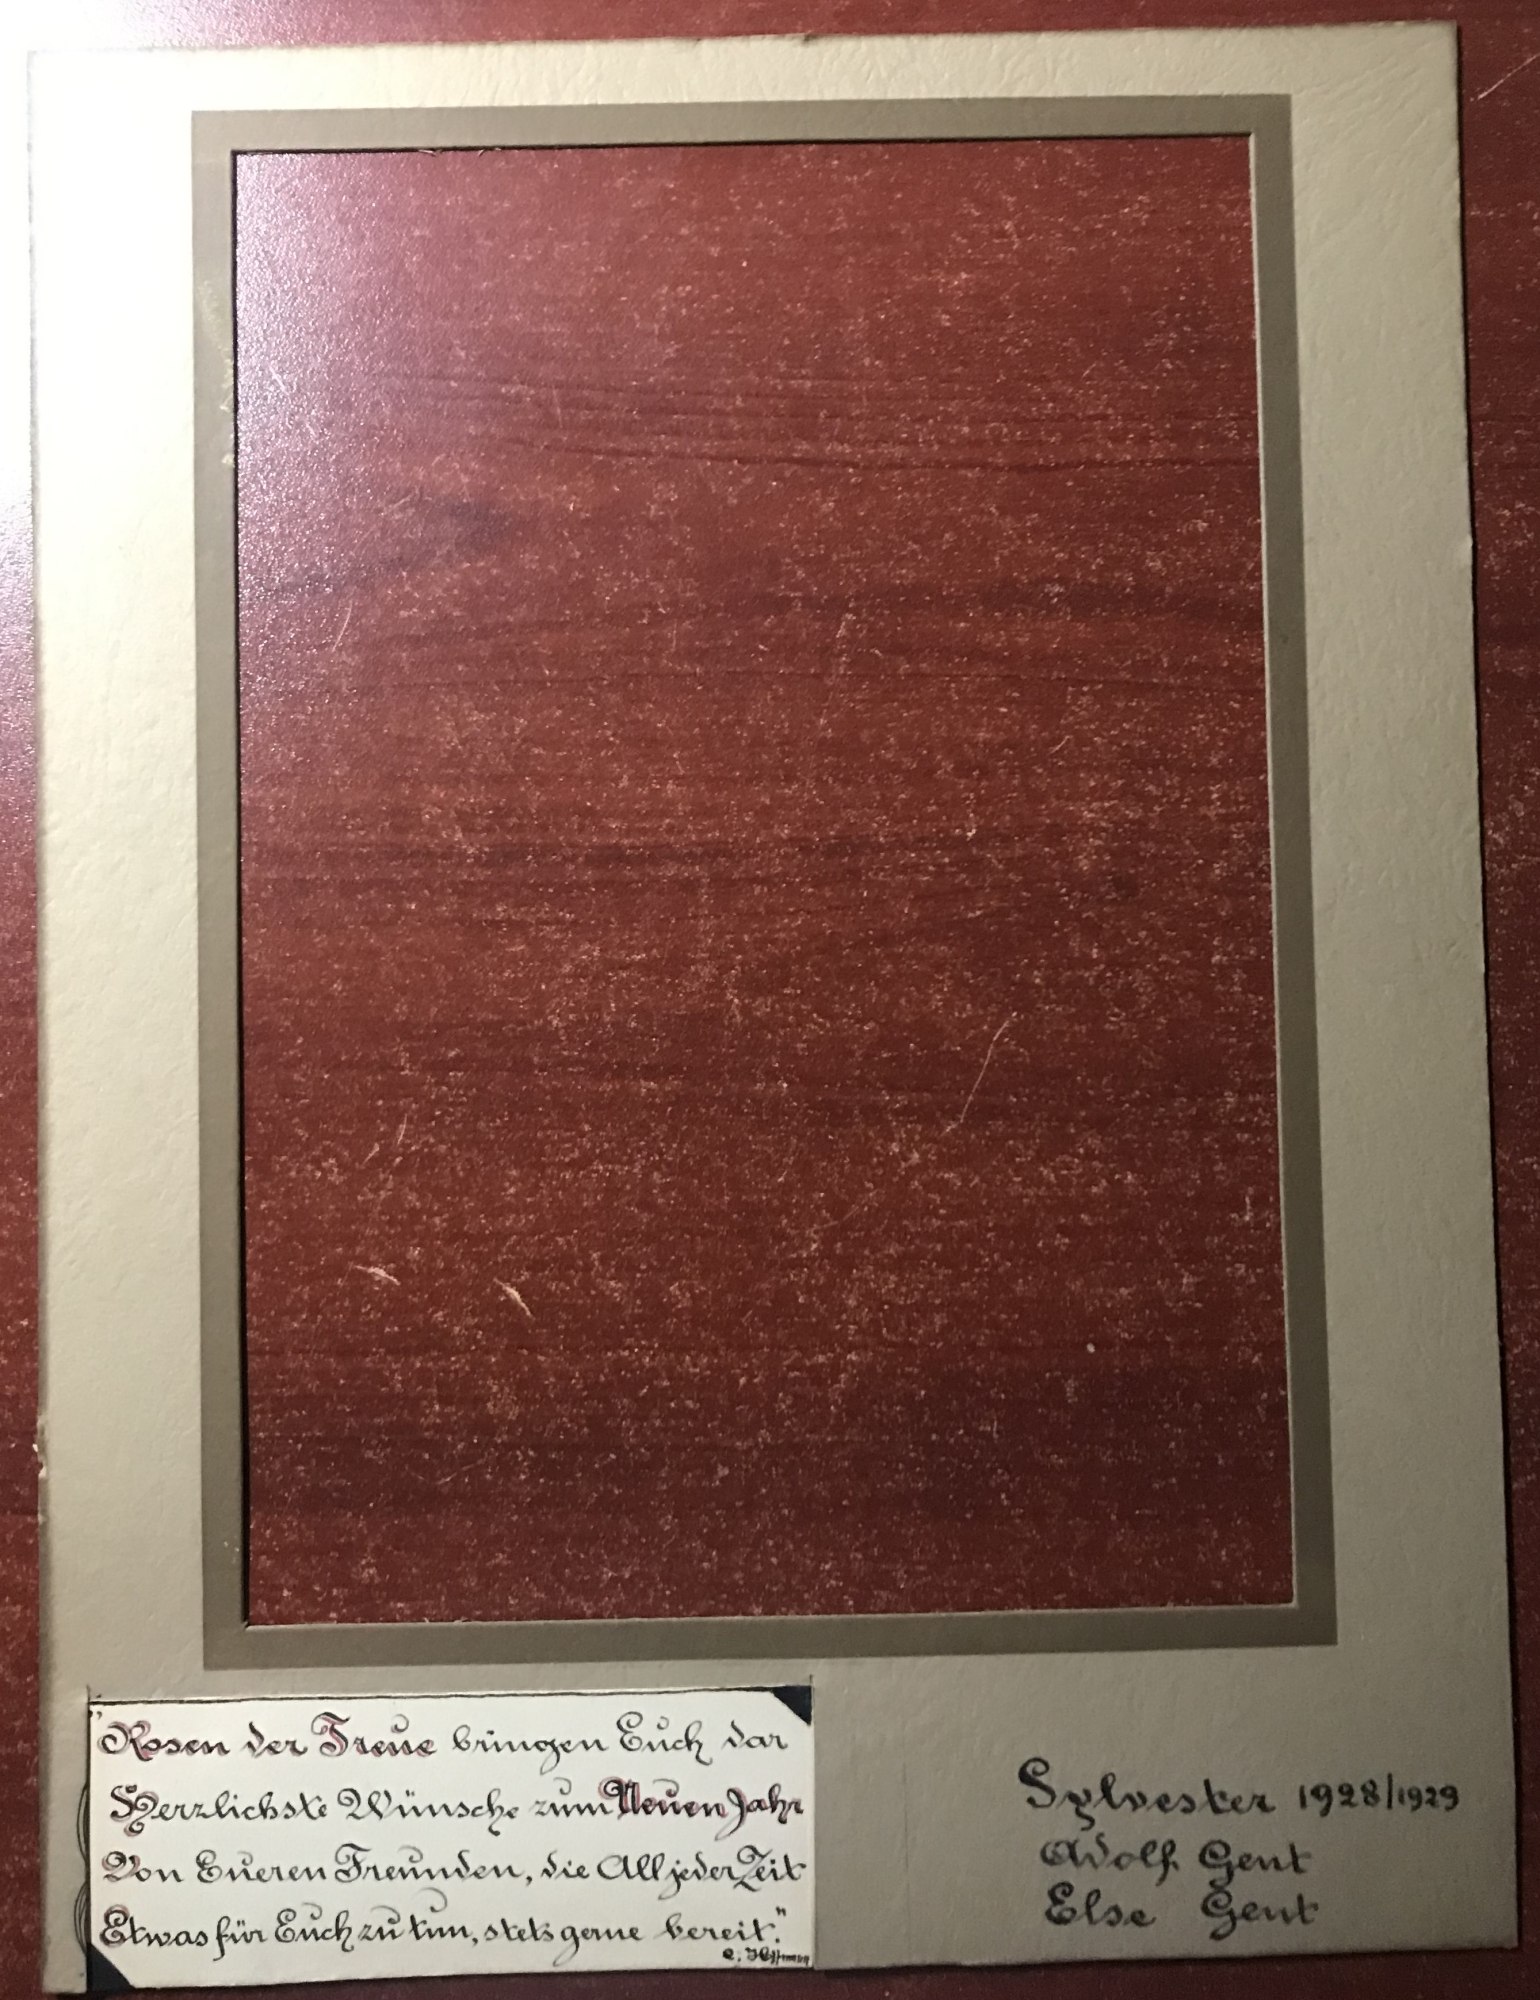 "Rosen der Treue bringen Euch dar
Herzlichste Wünsche zum Neuen Jahr
Von Eueren Freunden, die All jeder Zeit
Etwas für Euch zu tun, stets gerne bereit."
Sylvester 1928/1929
Adolf Gent
Else Gent